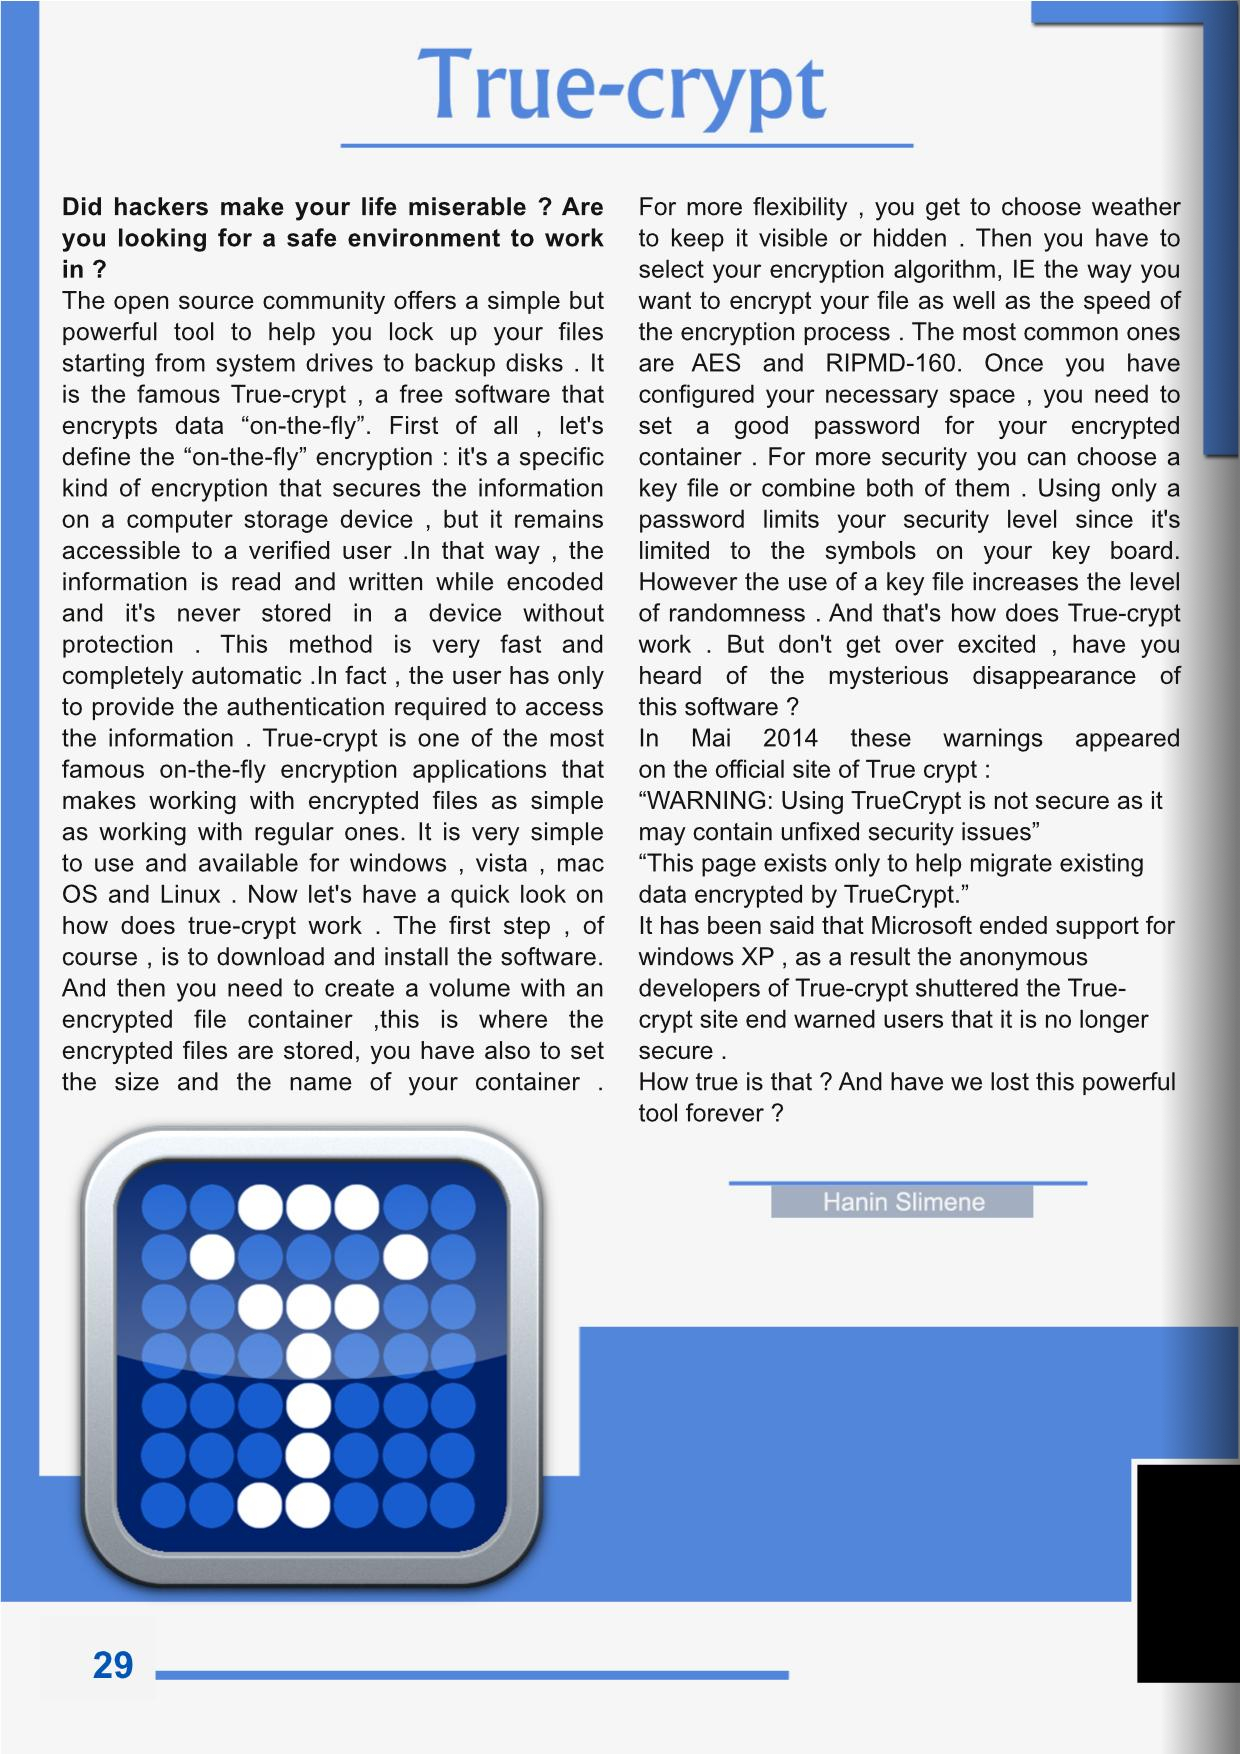 True-crypt
Did hackers make your life miserable ? Are
you looking for a safe environment to work
in ?
The open source community offers a simple but
powerful tool to help you lock up your files
starting from system drives to backup disks . It
is the famous True-crypt , a free software that
encrypts data “on-the-fly”. First of all , let's
define the “on-the-fly” encryption : it's a specific
kind of encryption that secures the information
on a computer storage device , but it remains
accessible to a verified user .In that way , the
information is read and written while encoded
and it's never stored in a device without
protection . This method is very fast and
completely automatic .In fact , the user has only
to provide the authentication required to access
the information . True-crypt is one of the most
famous on-the-fly encryption applications that
makes working with encrypted files as simple
as working with regular ones. It is very simple
to use and available for windows , vista , mac
OS and Linux . Now let's have a quick look on
how does true-crypt work . The first step , of
course , is to download and install the software.
And then you need to create a volume with an
encrypted file container ,this is where the
encrypted files are stored, you have also to set
the size and the name of your container .
For more flexibility , you get to choose weather
to keep it visible or hidden . Then you have to
select your encryption algorithm, IE the way you
want to encrypt your file as well as the speed of
the encryption process . The most common ones
are AES and RIPMD-160. Once you have
configured your necessary space , you need to
set a good password for your encrypted
container . For more security you can choose a
key file or combine both of them . Using only a
password limits your security level since it's
limited to the symbols on your key board.
However the use of a key file increases the level
of randomness . And that's how does True-crypt
work . But don't get over excited , have you
heard of the mysterious disappearance of
this software ?
In Mai 2014 these warnings appeared
on the official site of True crypt :
“WARNING: Using TrueCrypt is not secure as it
may contain unfixed security issues”
“This page exists only to help migrate existing
data encrypted by TrueCrypt.”
It has been said that Microsoft ended support for
windows XP , as a result the anonymous
developers of True-crypt shuttered the True-
crypt site end warned users that it is no longer
secure .
How true is that ? And have we lost this powerful
tool forever ?
Hanin Slimene
29